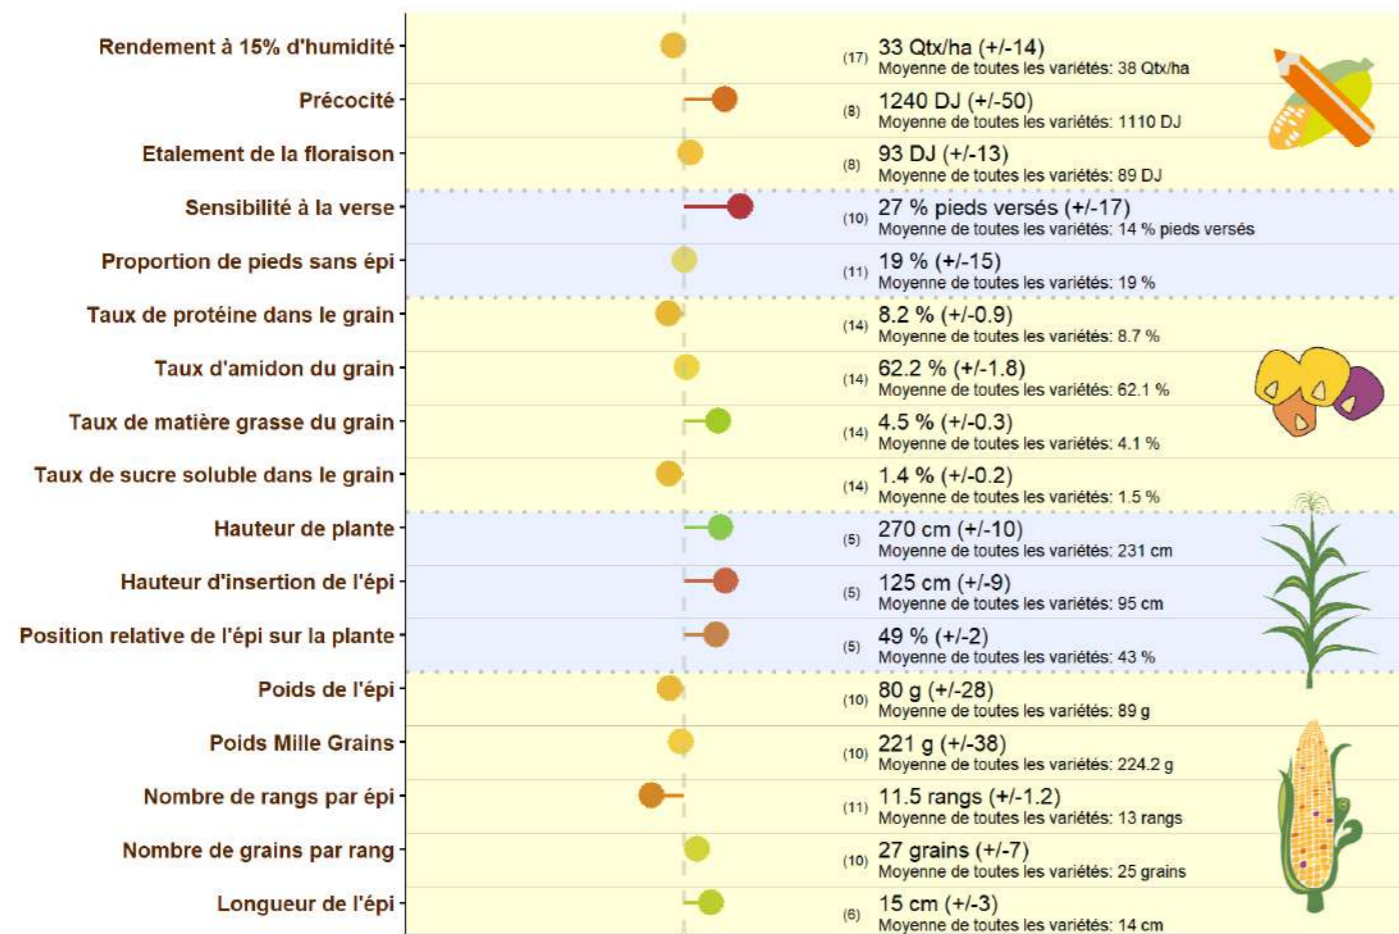 Rendement à 15% d'humidité
(17) 33 Qtx/ha (+/-14)
Moyenne de toutes les variétés: 38 Qtx/ha
Précocité
(8) 1240 DJ (+/-50)
Moyenne de toutes les variétés: 1110 DJ
Etalement de la floraison
(8) 93 DJ (+/-13)
Moyenne de toutes les variétés: 89 DJ
Sensibilité à la verse
(10) 27 % pieds versés (+/-17)
Moyenne de toutes les variétés: 14 % pieds versés
Proportion de pieds sans épi
(11) 19 % (+/-15)
Moyenne de toutes les variétés: 19 %
Taux de protéine dans le grain
(14) 8.2 % (+/-0.9)
Moyenne de toutes les variétés: 8.7 %
Taux d'amidon du grain
(14) 62.2 % (+/-1.8)
Moyenne de toutes les variétés: 62.1 %
Taux de matière grasse du grain
(14) 4.5 % (+/-0.3)
Moyenne de toutes les variétés: 4.1 %
Taux de sucre soluble dans le grain
(14) 1.4 % (+/-0.2)
Moyenne de toutes les variétés: 1.5 %
Hauteur de plante
(5) 270 cm (+/-10)
Moyenne de toutes les variétés: 231 cm
Hauteur d'insertion de l'épi
(5) 125 cm (+/-9)
Moyenne de toutes les variétés: 95 cm
Position relative de l'épi sur la plante
(5) 49 % (+/-2)
Moyenne de toutes les variétés: 43 %
Poids de l'épi
(10) 80 g (+/-28)
Moyenne de toutes les variétés: 89 g
Poids Mille Grains
(10) 221 g (+/-38)
Moyenne de toutes les variétés: 224.2 g
Nombre de rangs par épi
(11) 11.5 rangs (+/-1.2)
Moyenne de toutes les variétés: 13 rangs
Nombre de grains par rang
(10) 27 grains (+/-7)
Moyenne de toutes les variétés: 25 grains
Longueur de l'épi
(6) 15 cm (+/-3)
Moyenne de toutes les variétés: 14 cm